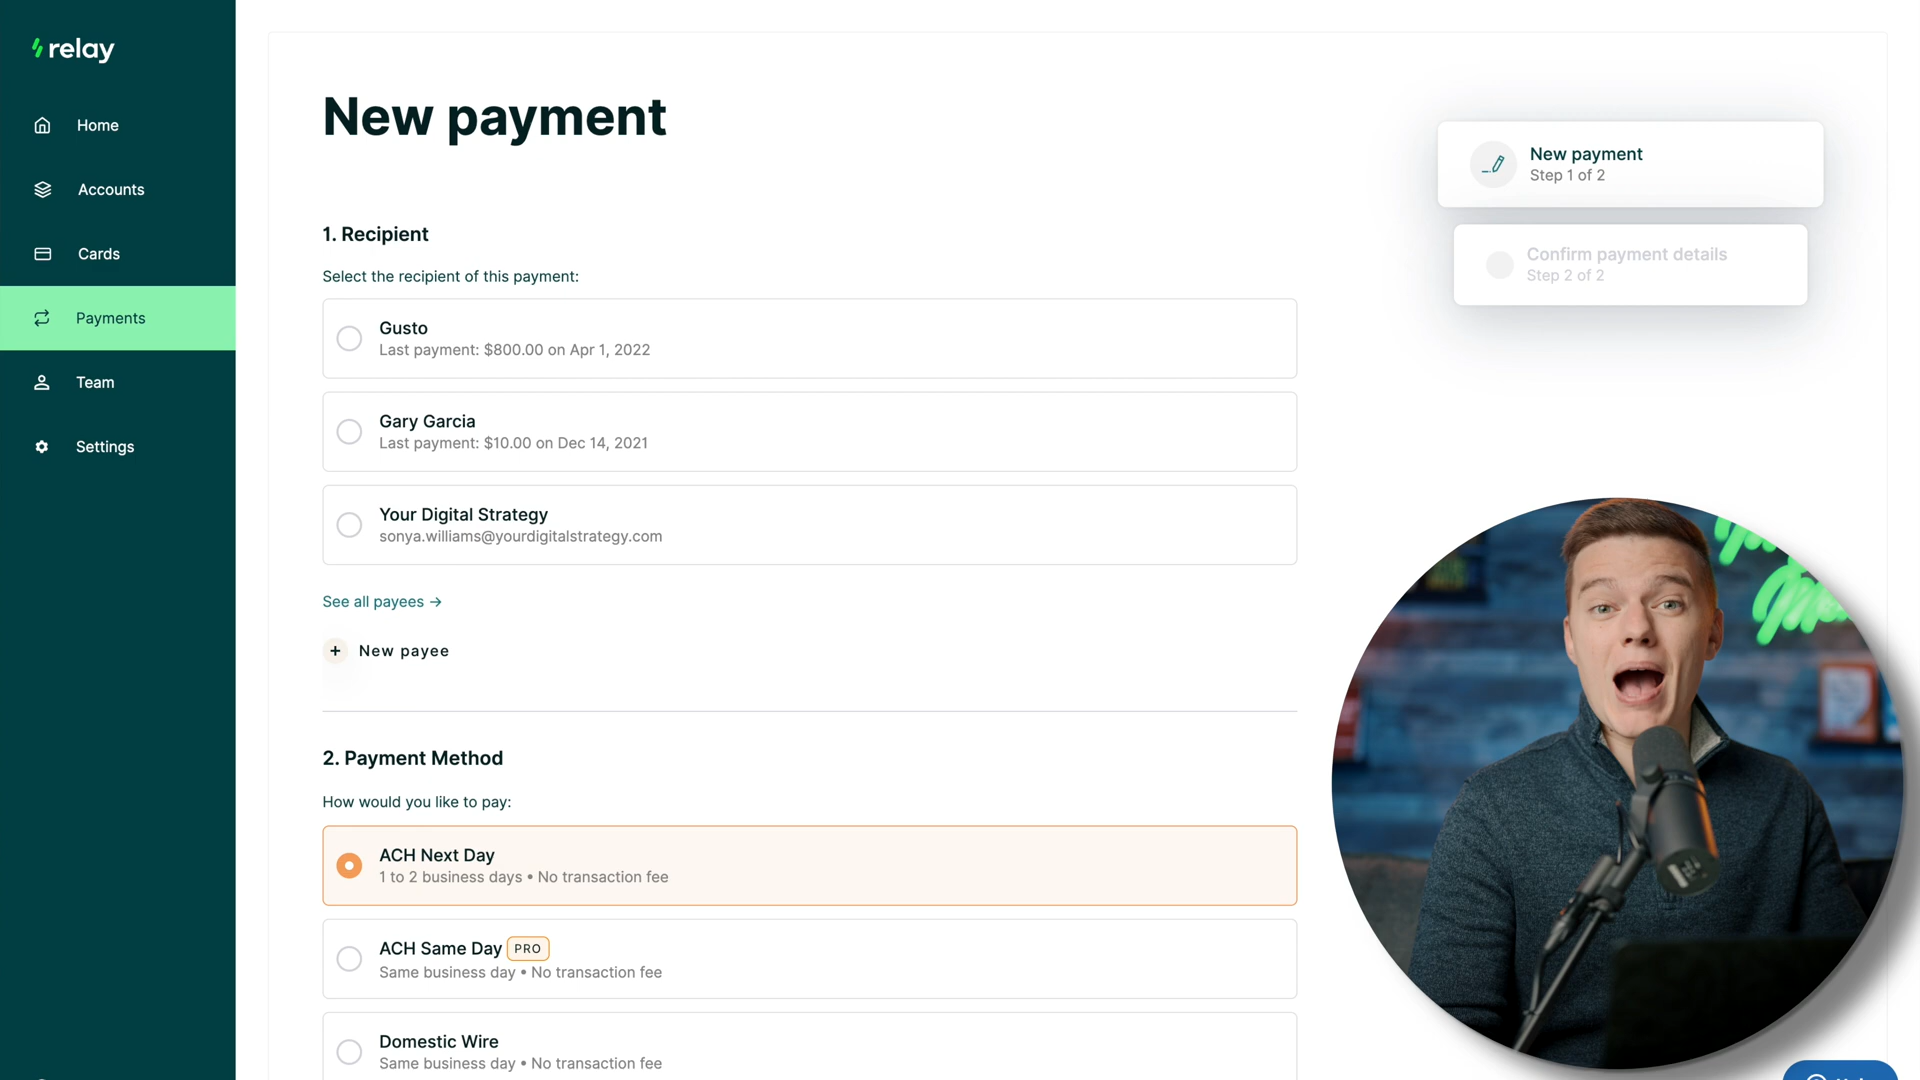 relay
Home
Accounts
Cards
Payments
Team
Settings
New payment
1. Recipient
Select the recipient of this payment:
Gusto
Last payment: $800.00 on Apr 1, 2022
Gary Garcia
Last payment: $10.00 on Dec 14, 2021
Your Digital Strategy
sonya.williams@yourdigitalstrategy.com
See all payees →
+ New payee
2. Payment Method
How would you like to pay:
ACH Next Day
1 to 2 business days • No transaction fee
ACH Same Day PRO
Same business day • No transaction fee
Domestic Wire
Same business day • No transaction fee
New payment
Step 1 of 2
Confirm payment details
Step 2 of 2